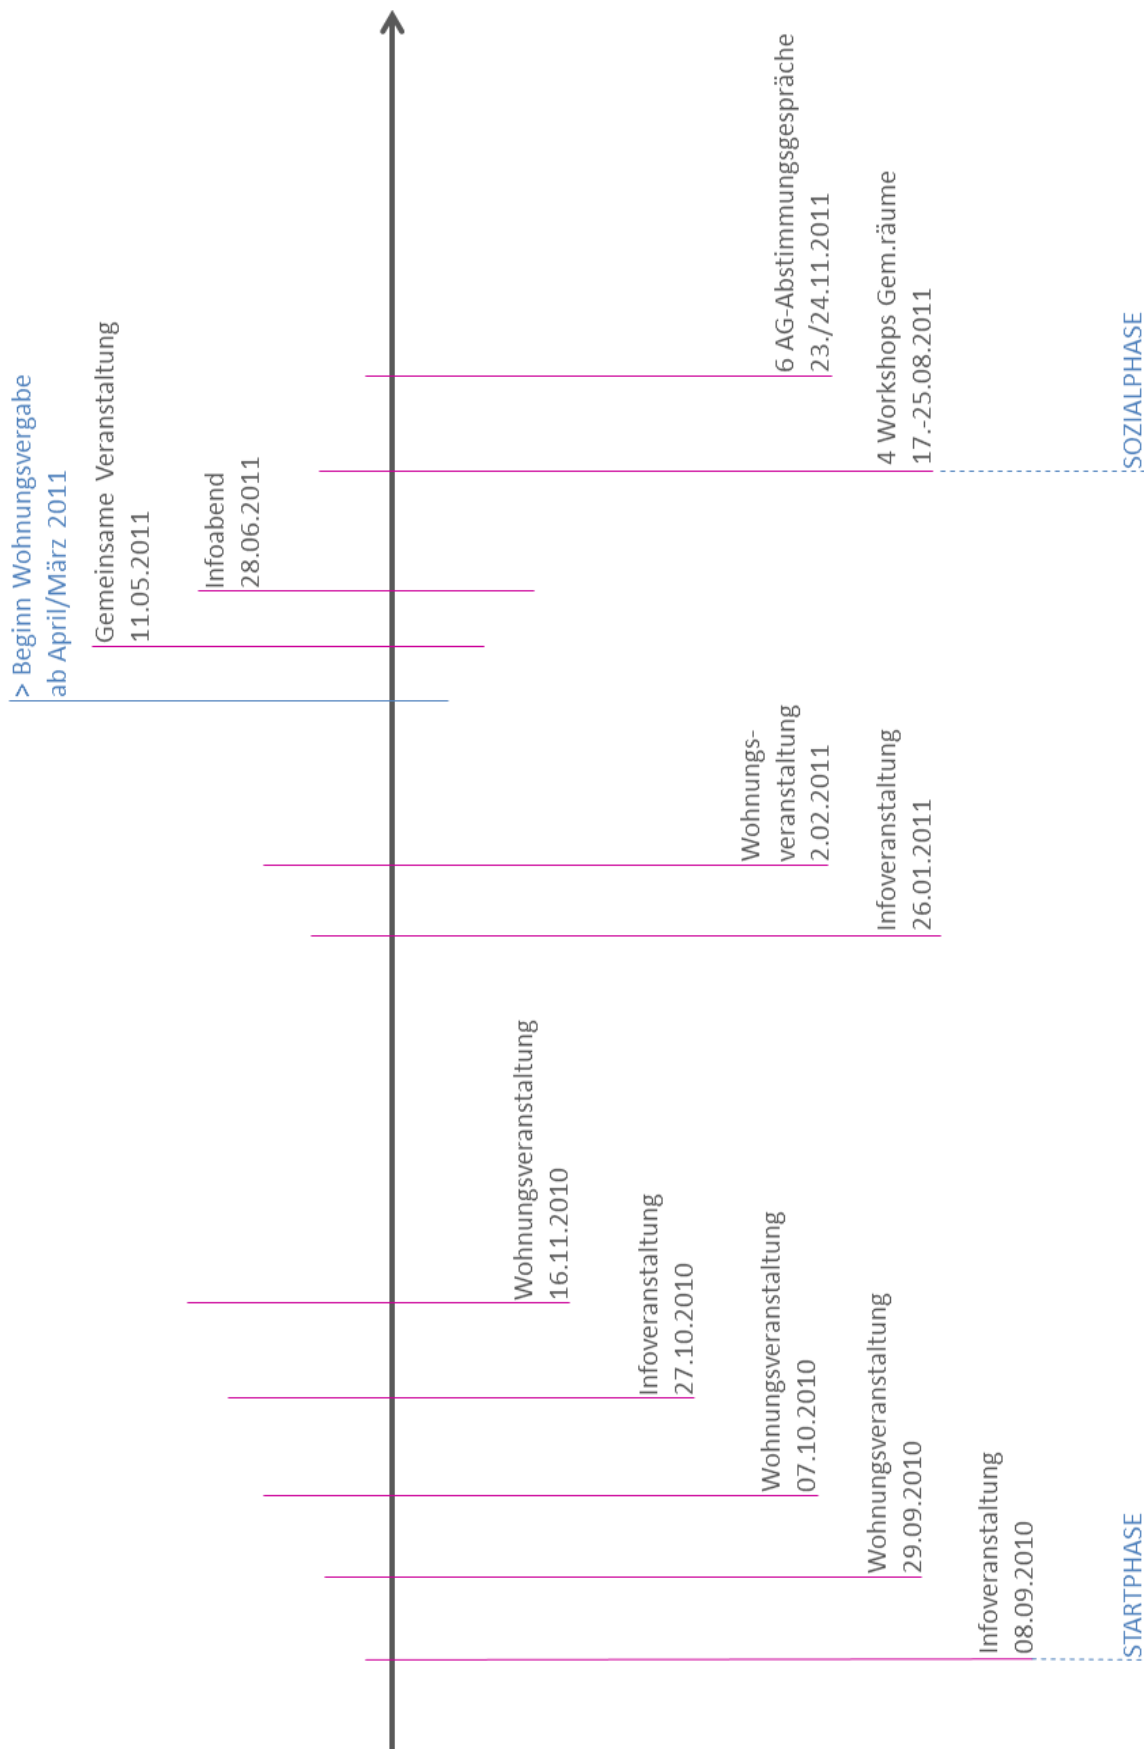 > Beginn Wohnungsvergabe
ab April/März 2011
Gemeinsame Veranstaltung
11.05.2011
Infoabend
28.06.2011
Wohnungsveranstaltung
16.11.2010
Infoveranstaltung
27.10.2010
Wohnungsveranstaltung
07.10.2010
Wohnungsveranstaltung
29.09.2010
Infoveranstaltung
08.09.2010
Wohnungs-
veranstaltung
2.02.2011
Infoveranstaltung
26.01.2011
6 AG-Abstimmungsgespräche
23./24.11.2011
4 Workshops Gem.räume
17.-25.08.2011
STARTPHASE
SOZIALPHASE